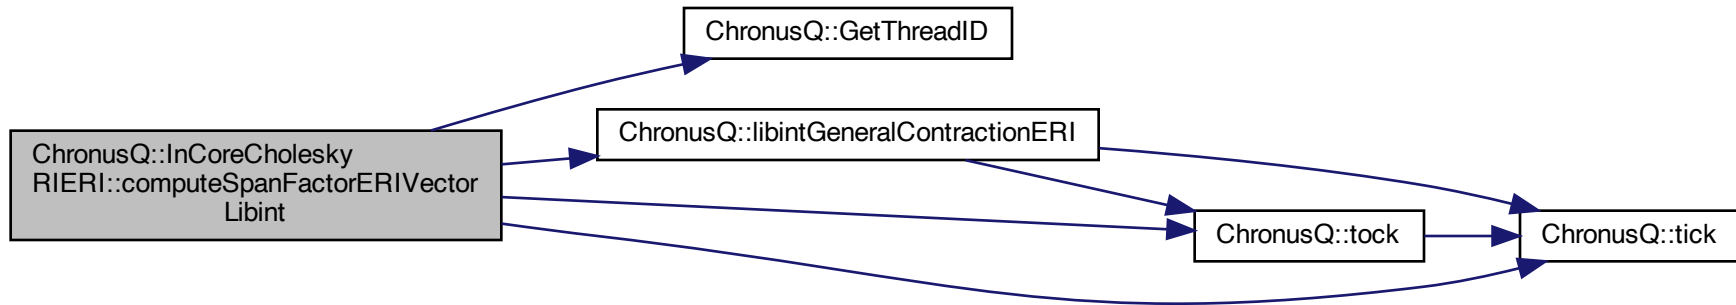 ChronusQ::GetThreadID
ChronusQ::libintGeneralContractionERI
ChronusQ::InCoreCholesky
RIERI::computeSpanFactorERIVector
Libint
ChronusQ::tock
ChronusQ::tick